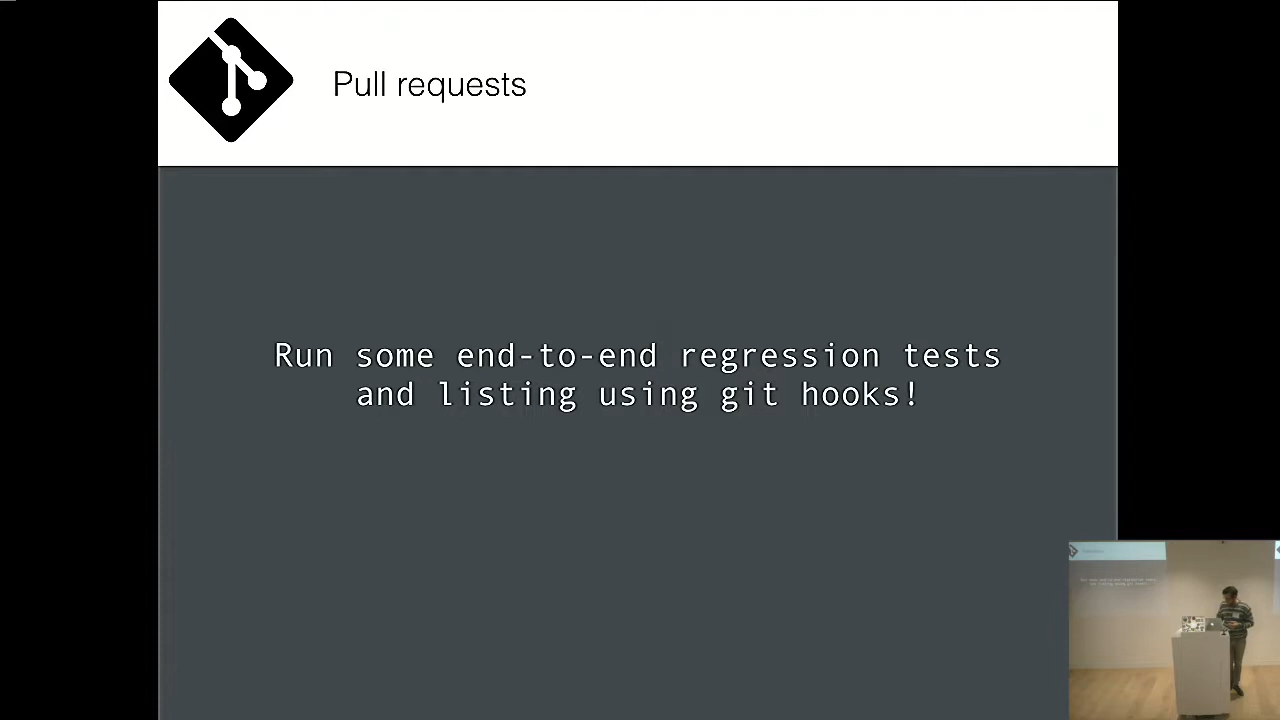 Pull requests
Run some end-to-end regression tests
and listing using git hooks!